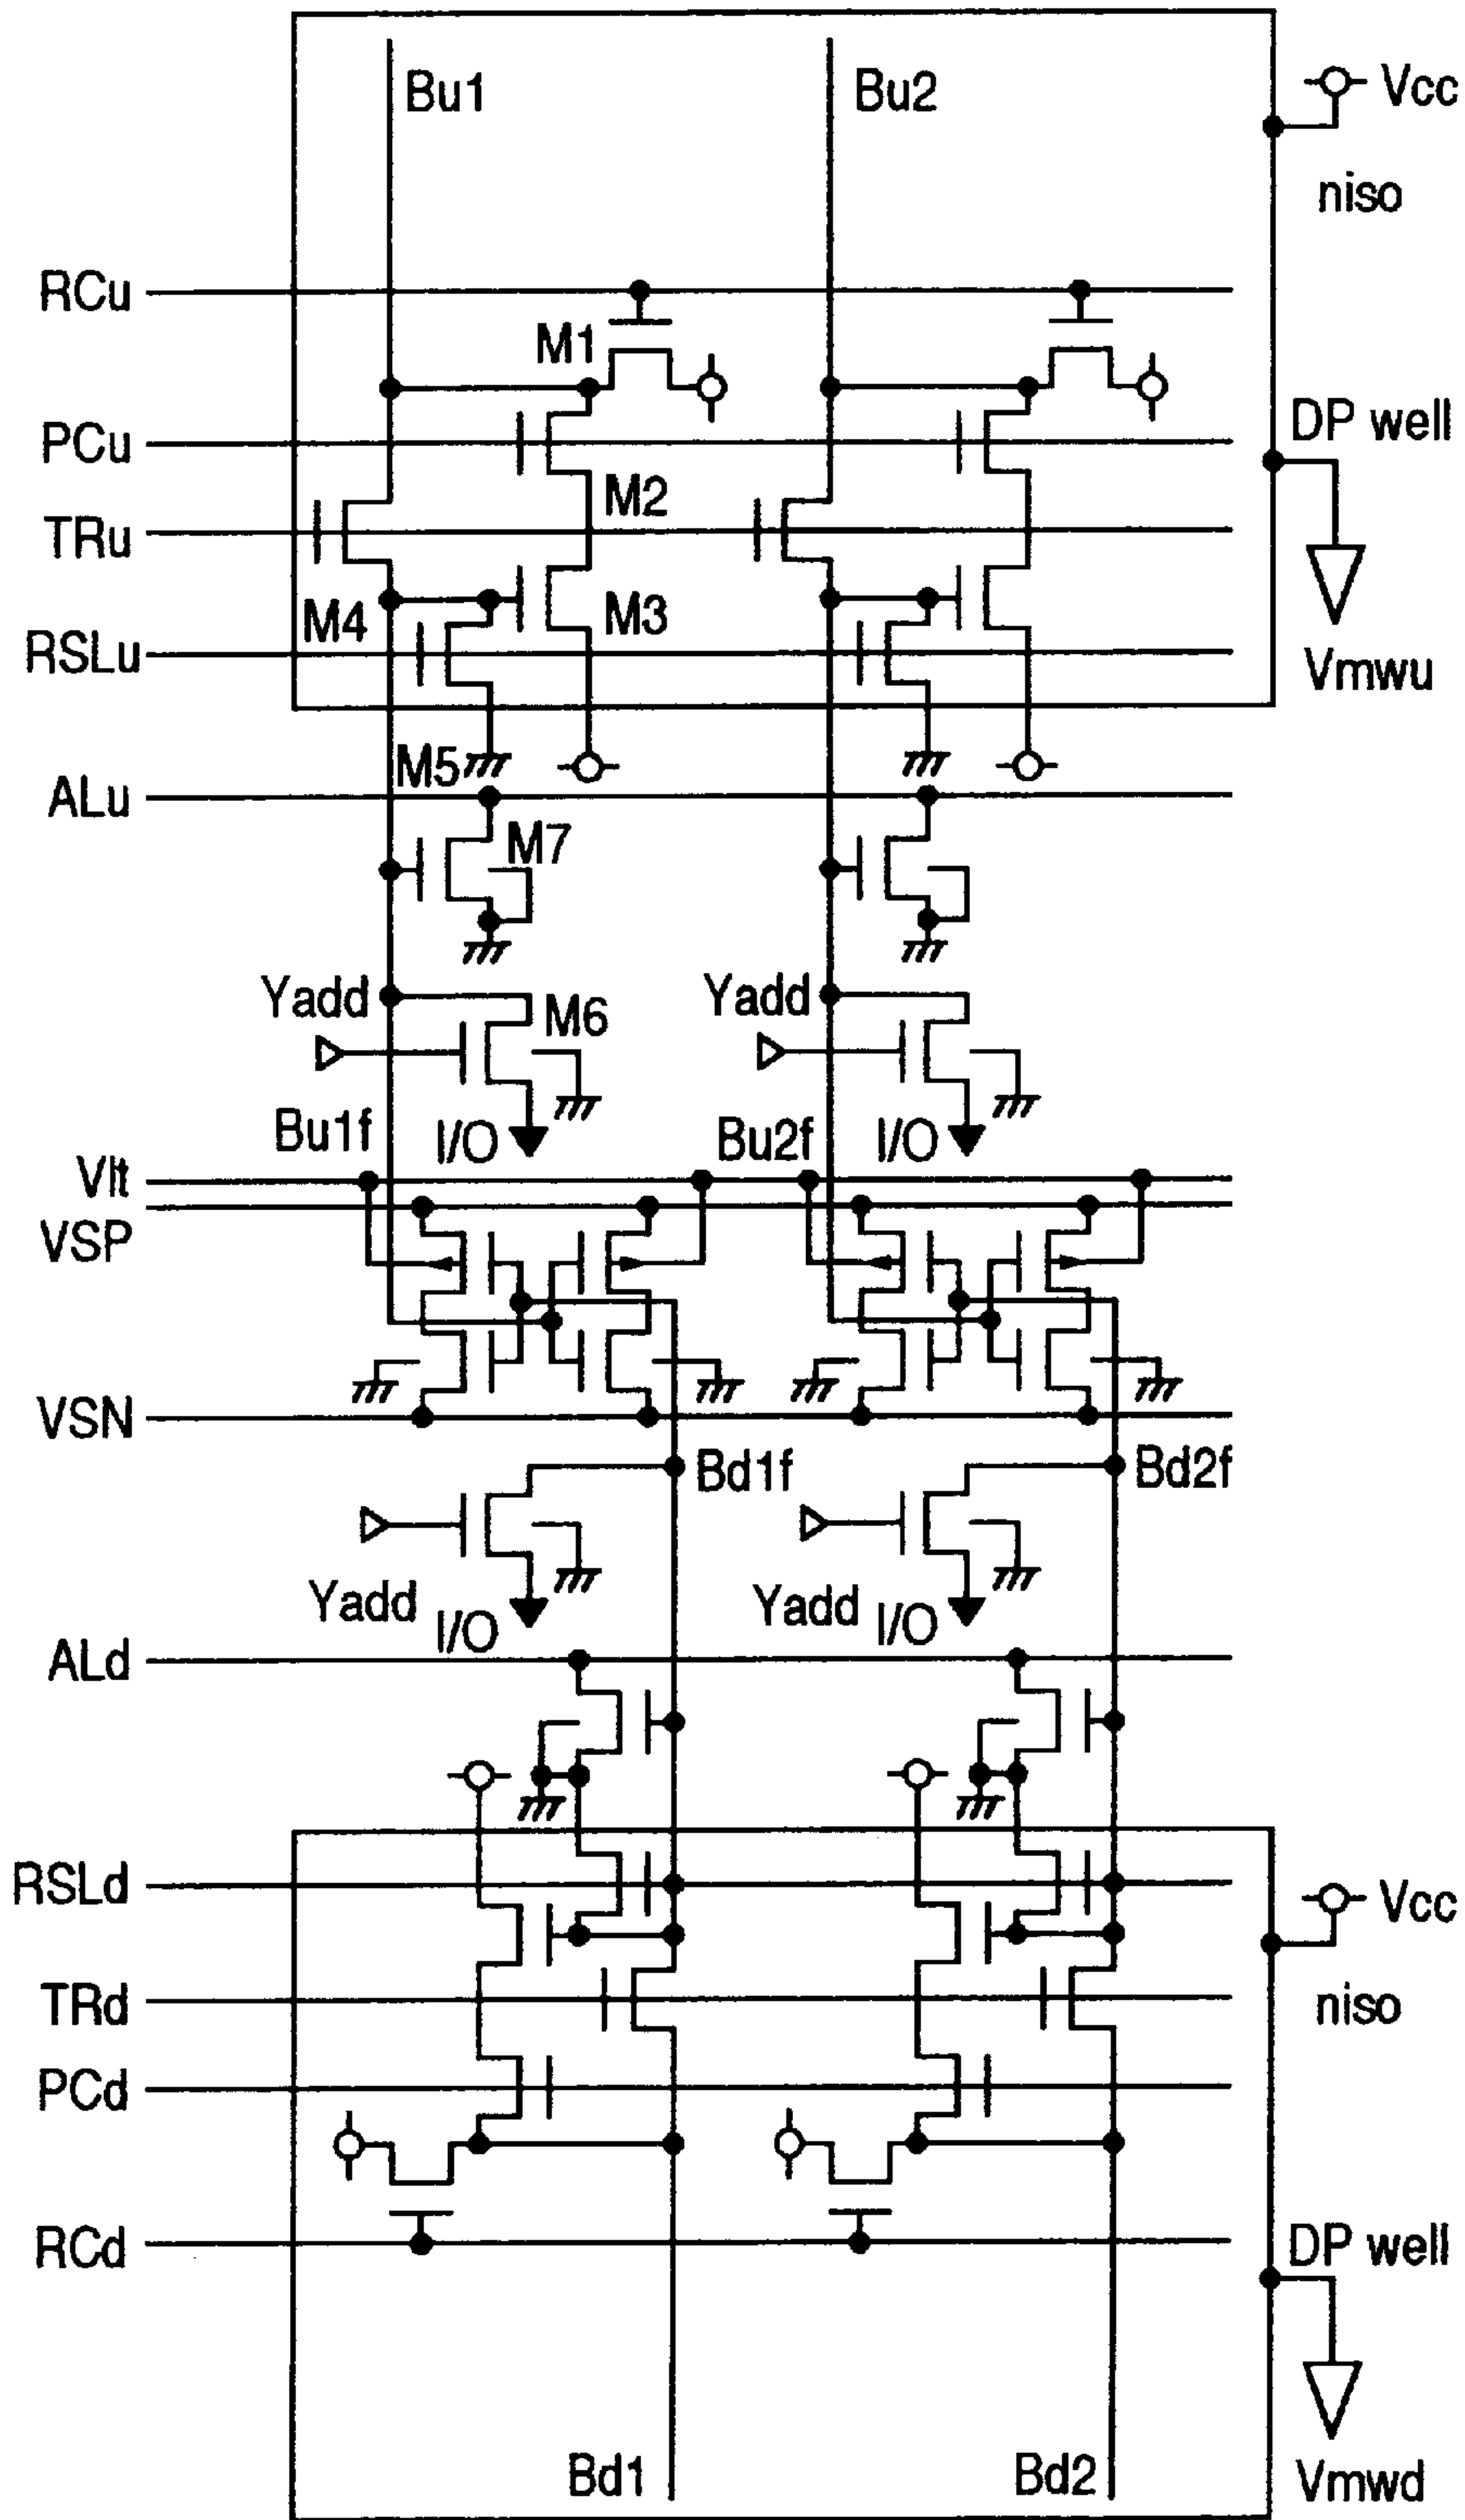 Bu1
Bu2
Vcc
niso
RCu
M1
PCu
DP well
M2
TRu
M4
M3
RSLu
Vmwu
M5
ALu
M7
Yadd
M6
Yadd
Bu1f
I/O
Bu2f
I/O
Vlt
VSP
VSN
Bd1f
Bd2f
Yadd
I/O
Yadd
I/O
ALd
RSLd
Vcc
TRd
niso
PCd
RCd
DP well
Bd1
Bd2
Vmwd